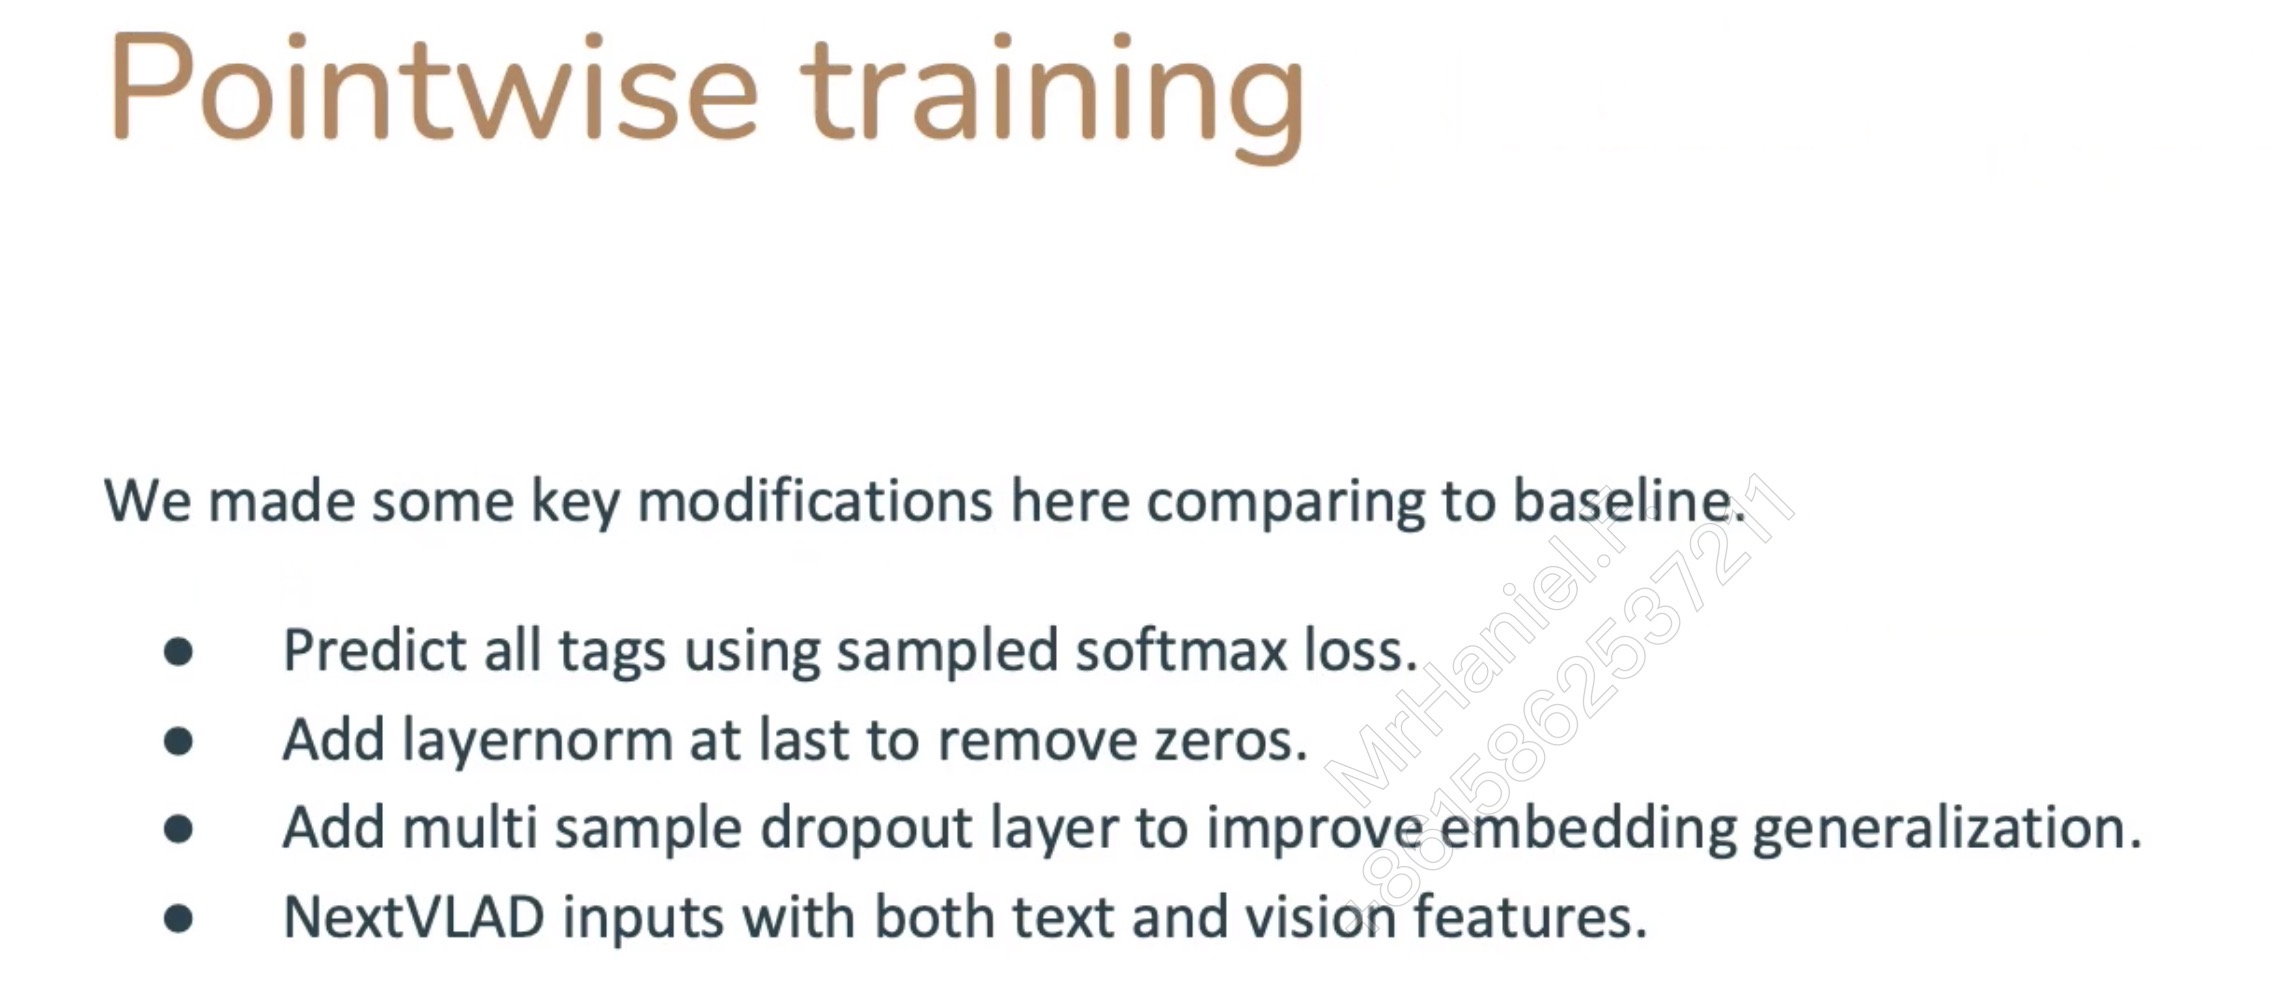 Pointwise training
We made some key modifications here comparing to baseline.
● Predict all tags using sampled softmax loss.
● Add layernorm at last to remove zeros.
● Add multi sample dropout layer to improve embedding generalization.
● NextVLAD inputs with both text and vision features.
MrHaniel.F.
+8615862537211